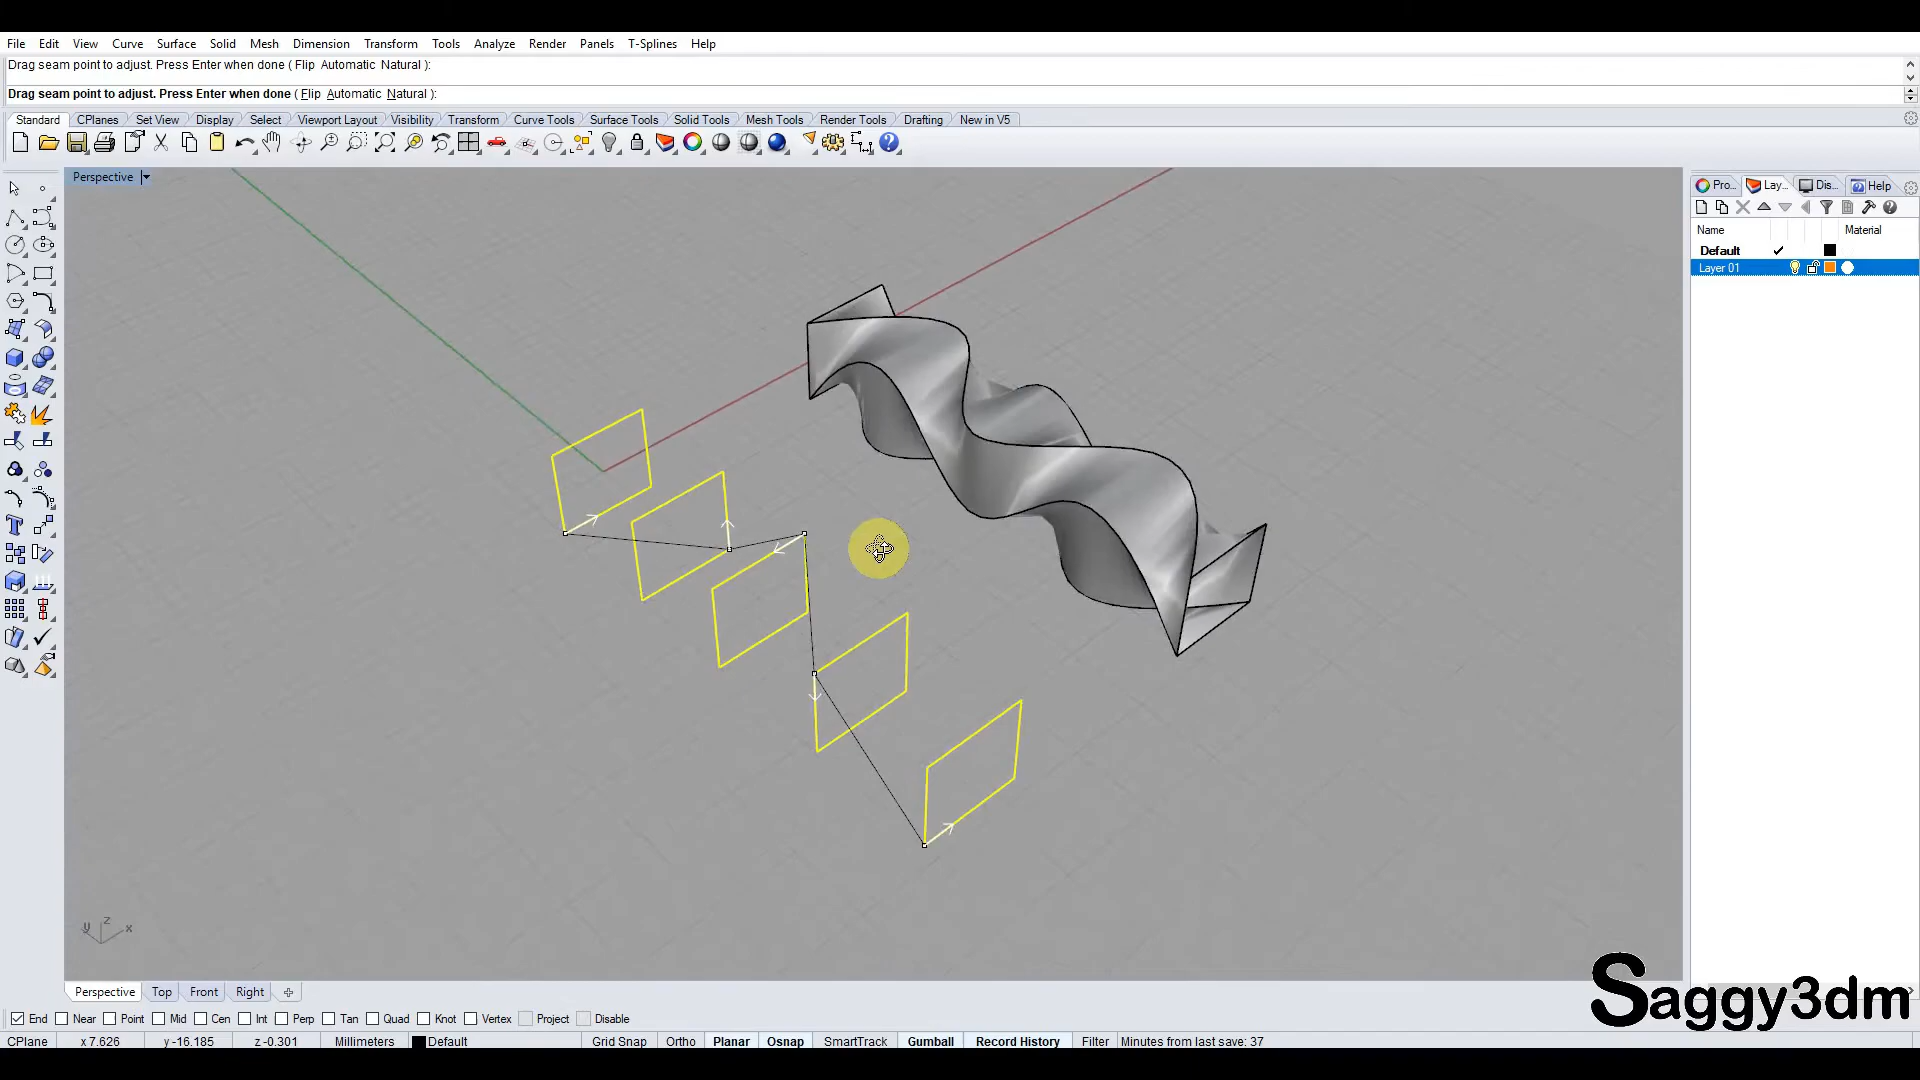 File Edit View Curve Surface Solid Mesh Dimension Transform Tools Analyze Render Panels T-Splines Help
Drag seam point to adjust. Press Enter when done ( Flip Automatic Natural ):
Drag seam point to adjust. Press Enter when done ( Flip Automatic Natural ):
Standard CPlanes Set View Display Select Viewport Layout Visibility Transform Curve Tools Surface Tools Solid Tools Mesh Tools Render Tools Drafting New in V5
Perspective
Pro... Lay... Dis... Help
Name Material
Default
Layer 01
z
y x
Perspective Top Front Right
End Near Point Mid Cen Int Perp Tan Quad Knot Vertex Project Disable
CPlane x 7.626 y -16.185 z -0.301 Millimeters Default Grid Snap Ortho Planar Osnap SmartTrack Gumball Record History Filter Minutes from last save: 37
Saggy3dm